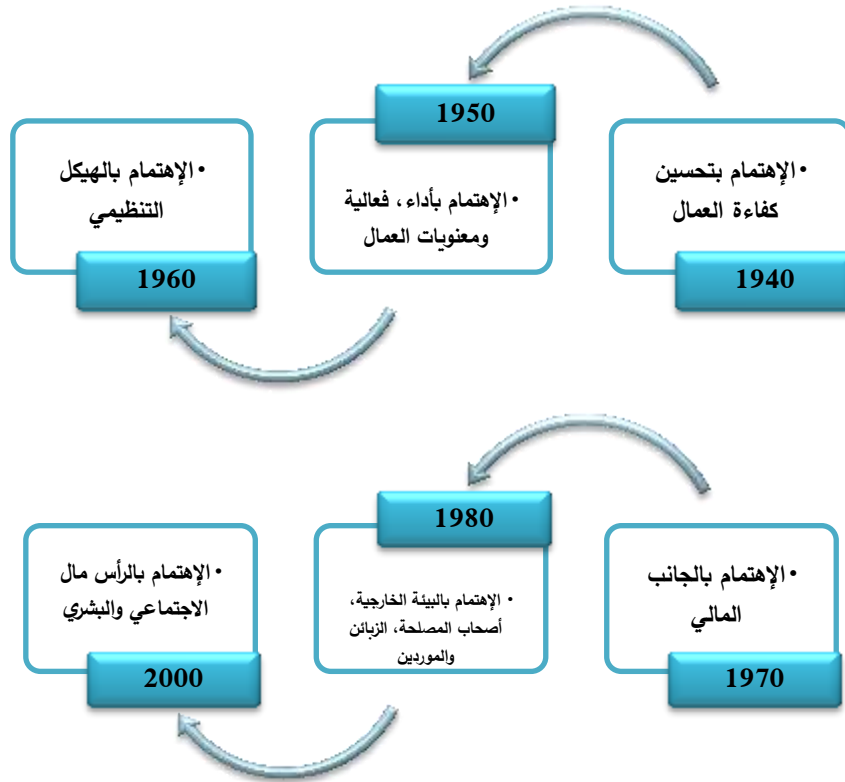 • الإهتمام بتحسين
كفاءة العمال
1940
1950
• الإهتمام بأداء، فعالية
ومعنويات العمال
• الإهتمام بالهيكل
التنظيمي
1960
• الإهتمام بالجانب
المالي
1970
1980
• الإهتمام بالبيئة الخارجية،
أصحاب المصلحة، الزبائن
والموردين
• الإهتمام بالرأس مال
الاجتماعي والبشري
2000